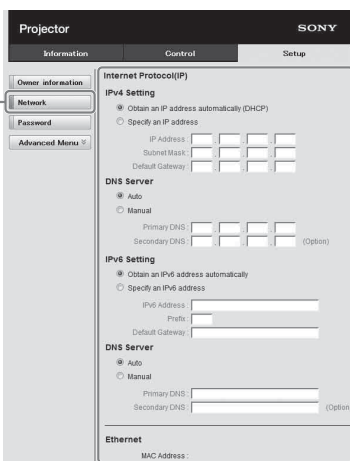 Projector SONY
Information Control Setup
Owner information
Network
Password
Advanced Menu
Internet Protocol(IP)
IPv4 Setting
Obtain an IP address automatically (DHCP)
Specify an IP address
IP Address :
Subnet Mask :
Default Gateway :
DNS Server
Auto
Manual
Primary DNS :
Secondary DNS : (Option)
IPv6 Setting
Obtain an IPv6 address automatically
Specify an IPv6 address
IPv6 Address :
Prefix :
Default Gateway :
DNS Server
Auto
Manual
Primary DNS :
Secondary DNS : (Option
Ethernet
MAC Address :